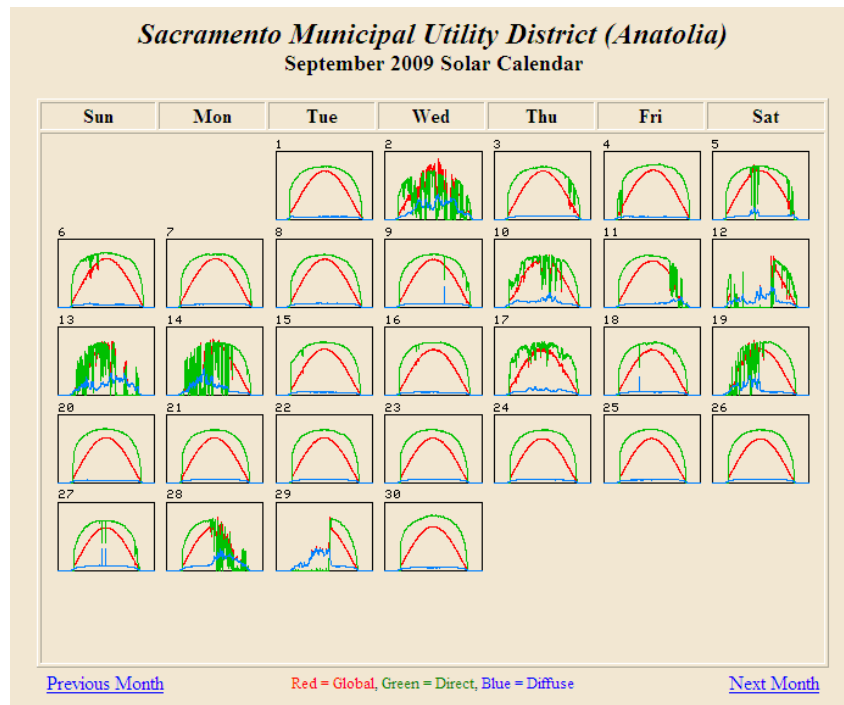 Sacramento Municipal Utility District (Anatolia)
September 2009 Solar Calendar
Sun Mon Tue Wed Thu Fri Sat
1 2 3 4 5
6 7 8 9 10 11 12
13 14 15 16 17 18 19
20 21 22 23 24 25 26
27 28 29 30
Previous Month Red = Global, Green = Direct, Blue = Diffuse Next Month